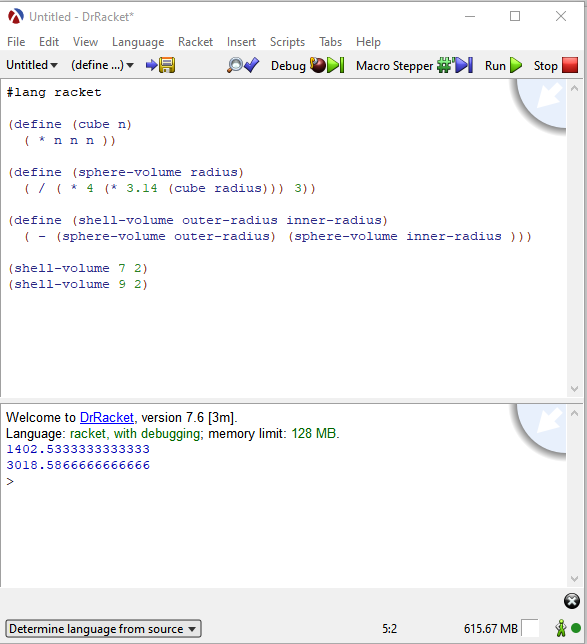 Untitled - DrRacket*
File Edit View Language Racket Insert Scripts Tabs Help
Untitled (define ...) Debug Macro Stepper Run Stop
#lang racket
(define (cube n)
  ( * n n n ))
(define (sphere-volume radius)
  ( / ( * 4 (* 3.14 (cube radius))) 3))
(define (shell-volume outer-radius inner-radius)
  ( - (sphere-volume outer-radius) (sphere-volume inner-radius )))
(shell-volume 7 2)
(shell-volume 9 2)
Welcome to DrRacket, version 7.6 [3m].
Language: racket, with debugging; memory limit: 128 MB.
1402.5333333333333
3018.5866666666666
>
Determine language from source 5:2 615.67 MB